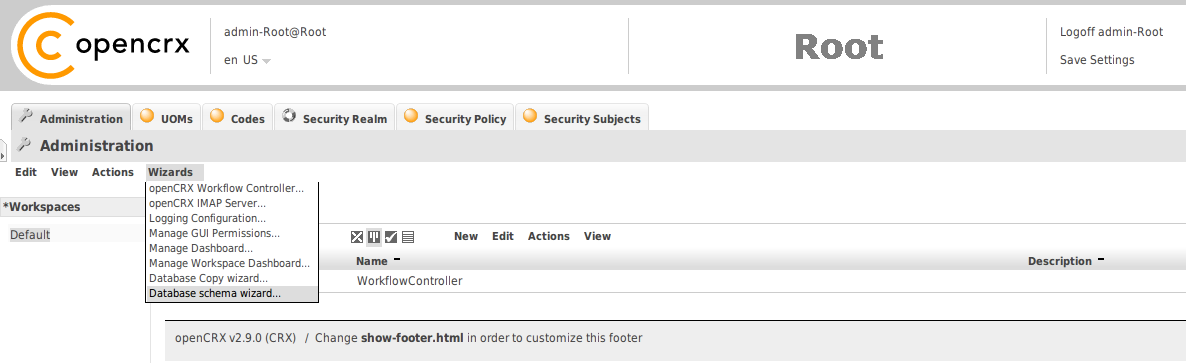 opencrx
admin-Root@Root
en US
Root
Logoff admin-Root
Save Settings
Administration UOMs Codes Security Realm Security Policy Security Subjects
Administration
Edit View Actions Wizards
openCRX Workflow Controller...
openCRX IMAP Server...
Logging Configuration...
Manage GUI Permissions...
Manage Dashboard...
Manage Workspace Dashboard...
Database Copy wizard...
Database schema wizard...
*Workspaces
Default
New Edit Actions View
Name Description
WorkflowController
openCRX v2.9.0 (CRX) / Change show-footer.html in order to customize this footer